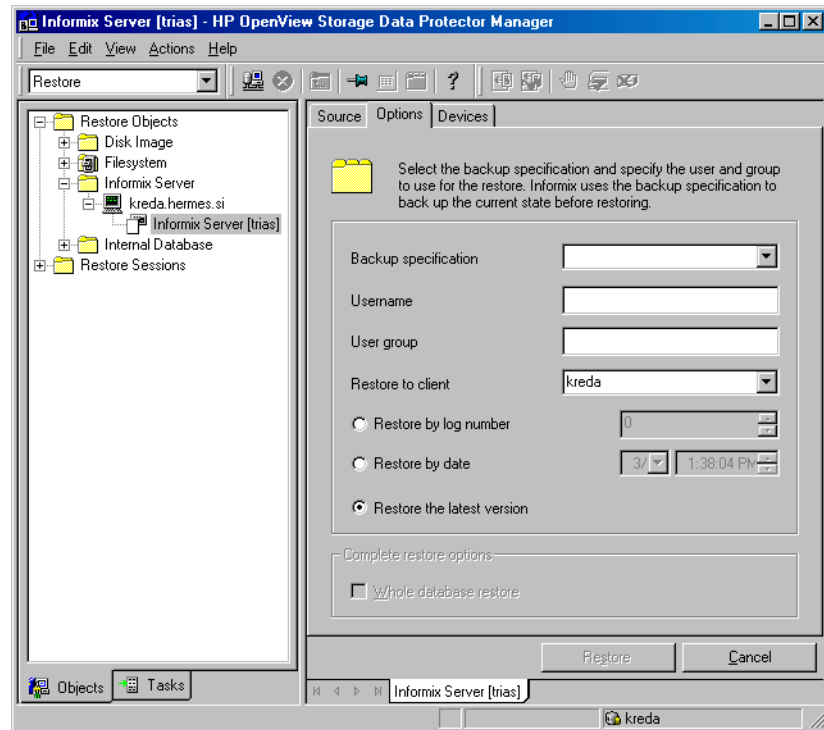 Informix Server [trias] - HP OpenView Storage Data Protector Manager
File Edit View Actions Help
Restore
Restore Objects
Disk Image
Filesystem
Informix Server
kreda.hermes.si
Informix Server [trias]
Internal Database
Restore Sessions
Objects Tasks
Source Options Devices
Select the backup specification and specify the user and group
to use for the restore. Informix uses the backup specification to
back up the current state before restoring.
Backup specification
Username
User group
Restore to client kreda
Restore by log number 0
Restore by date 3/ 1:38:04 PM
Restore the latest version
Complete restore options
Whole database restore
Restore Cancel
Informix Server [trias]
kreda